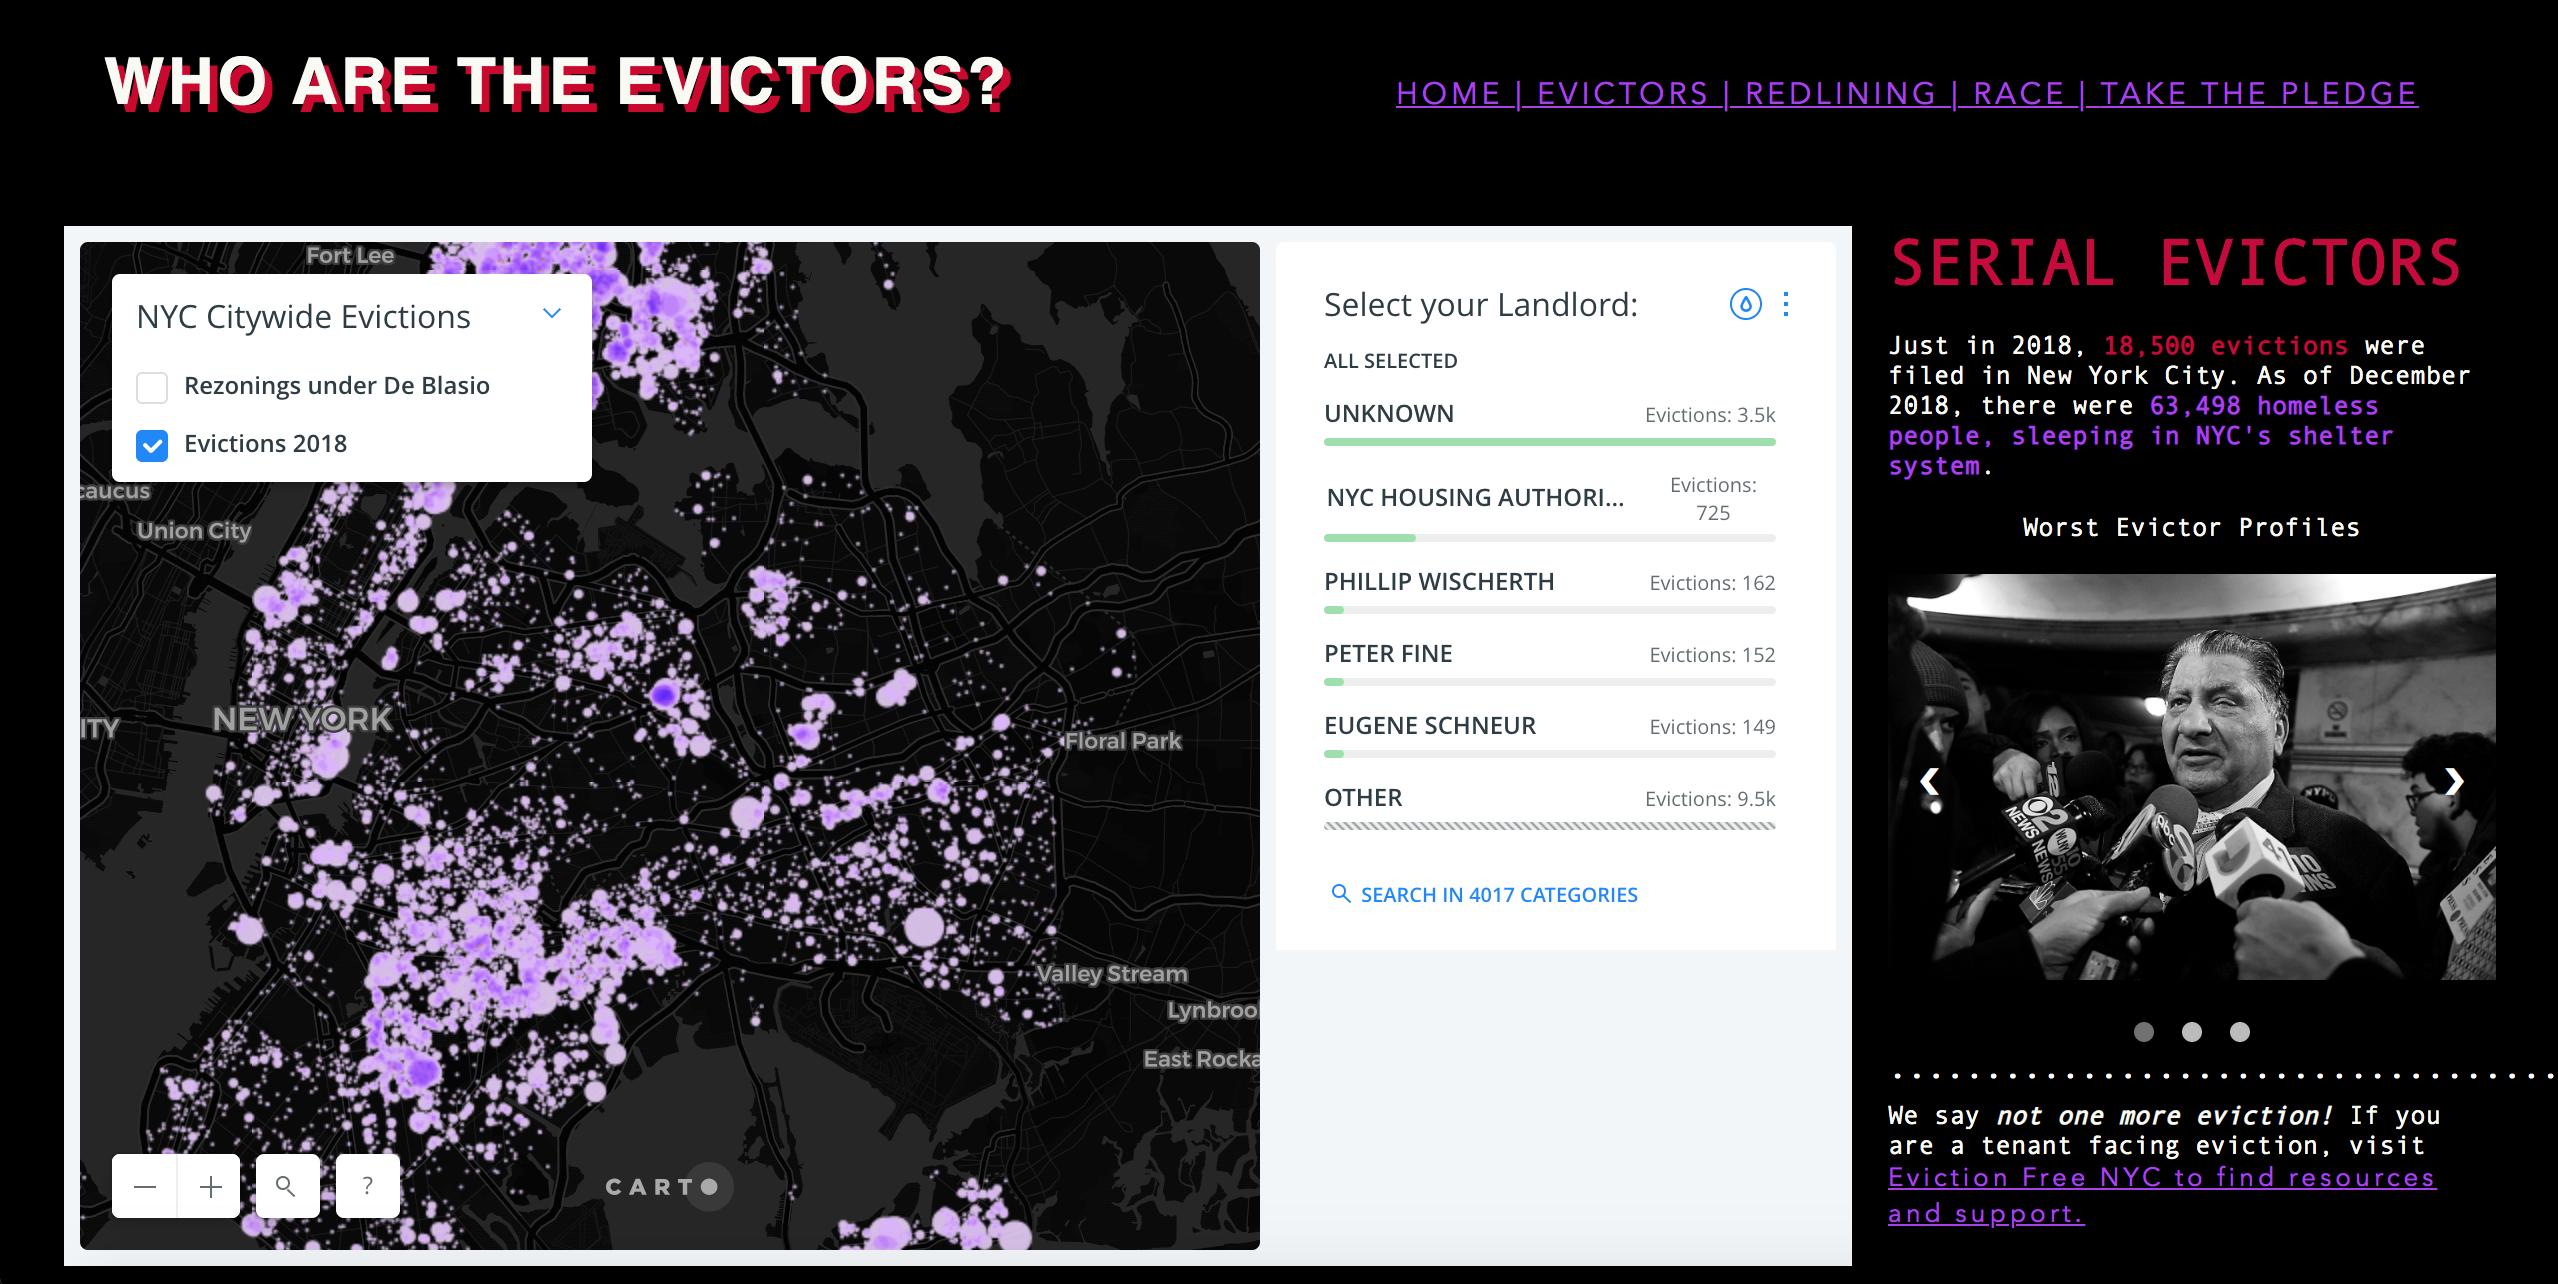 WHO ARE THE EVICTORS?
HOME | EVICTORS | REDLINING | RACE | TAKE THE PLEDGE
Fort Lee
NYC Citywide Evictions
Rezonings under De Blasio
Evictions 2018
caucus
Union City
NEW YORK
ITY
Floral Park
Valley Stream
Lynbroo
East Rocka
CARTO
?
Select your Landlord:
ALL SELECTED
UNKNOWN Evictions: 3.5k
NYC HOUSING AUTHORI... Evictions:
725
PHILLIP WISCHERTH Evictions: 162
PETER FINE Evictions: 152
EUGENE SCHNEUR Evictions: 149
OTHER Evictions: 9.5k
SEARCH IN 4017 CATEGORIES
SERIAL EVICTORS
Just in 2018, 18,500 evictions were
filed in New York City. As of December
2018, there were 63,498 homeless
people, sleeping in NYC's shelter
system.
Worst Evictor Profiles
12
NEWS
2
NEWS
We say not one more eviction! If you
are a tenant facing eviction, visit
Eviction Free NYC to find resources
and support.